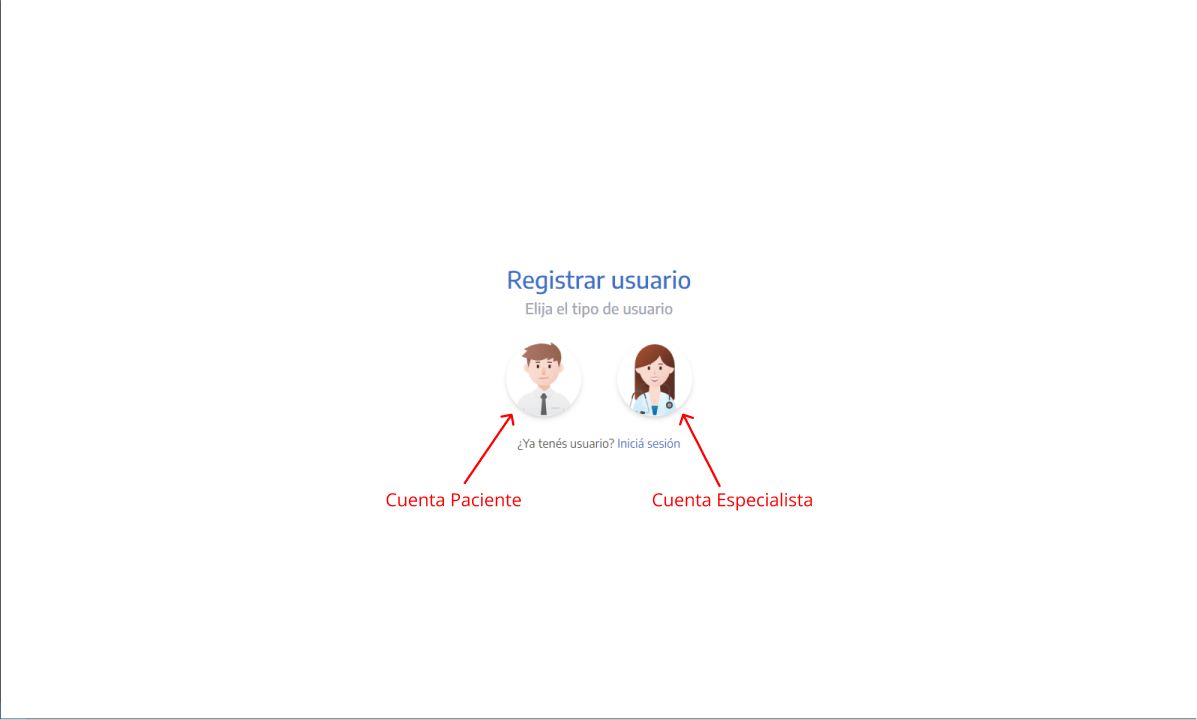 Registrar usuario
Elija el tipo de usuario
¿Ya tenés usuario? Iniciá sesión
Cuenta Paciente
Cuenta Especialista